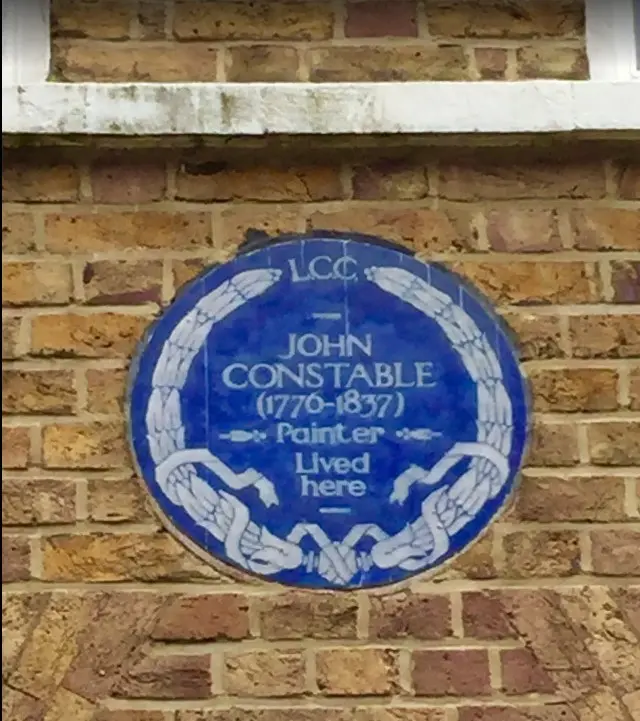 L.C.C.
JOHN
CONSTABLE
(1776-1837)
Painter
Lived
here